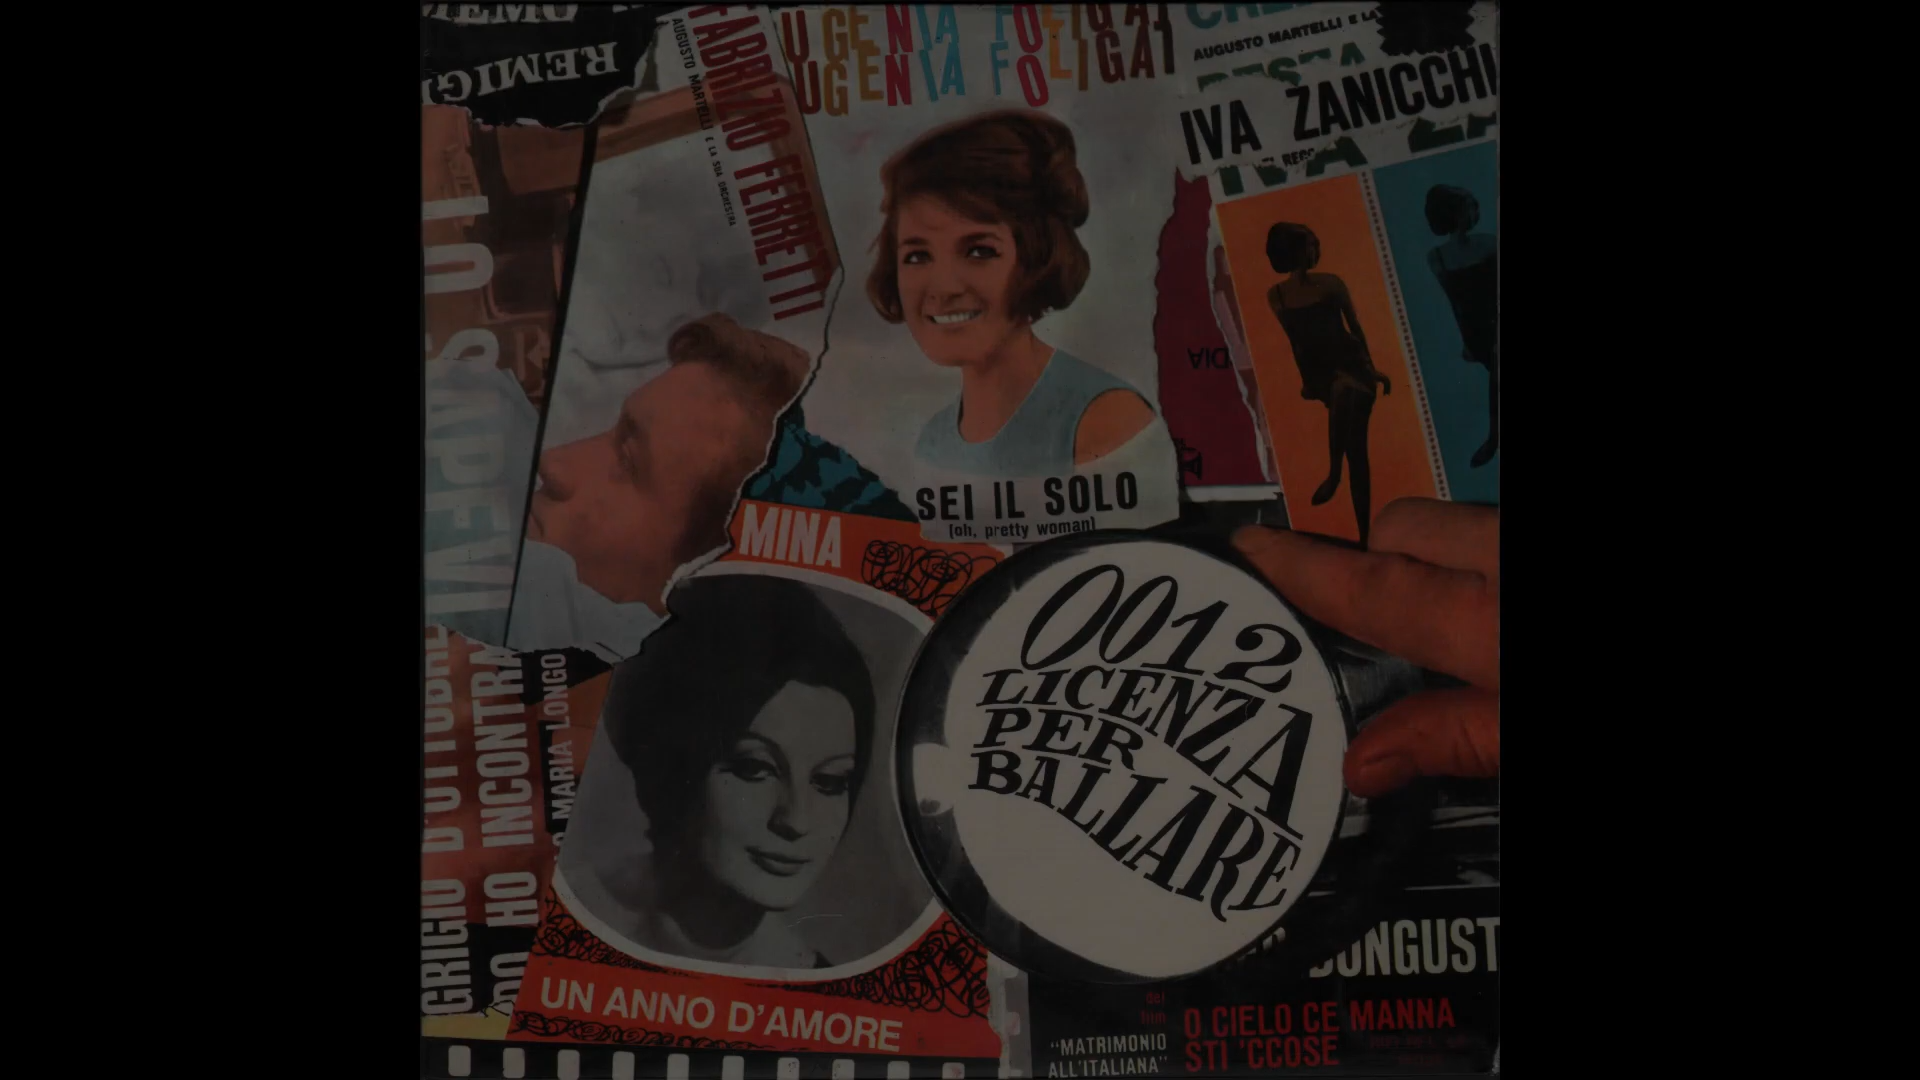 REMIG
FABRIZIO FERRETTI
AUGUSTO MARTELLI E LA SUA ORCHESTRA
UGENIA FOLIGAT
UGENIA FOLIGAT
AUGUSTO MARTELLI E LA
IVA ZANICCHI
SEI IL SOLO
(oh, pretty woman)
MINA
0012
LICENZA
PER
BALLARE
GRIGIO D'OTTOBRE
HO INCONTRA
MARIA LONGO
UN ANNO D'AMORE
BONGUST
del
film
"MATRIMONIO
ALL'ITALIANA"
O CIELO CE MANNA
STI 'CCOSE